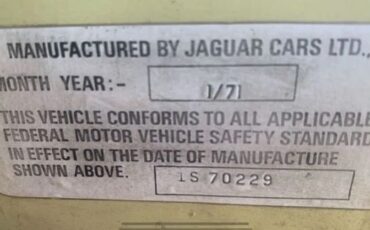 MANUFACTURED BY JAGUAR CARS LTD.,
MONTH YEAR:- 1/71
THIS VEHICLE CONFORMS TO ALL APPLICABLE
FEDERAL MOTOR VEHICLE SAFETY STANDARD
IN EFFECT ON THE DATE OF MANUFACTURE
SHOWN ABOVE. 1S 70229